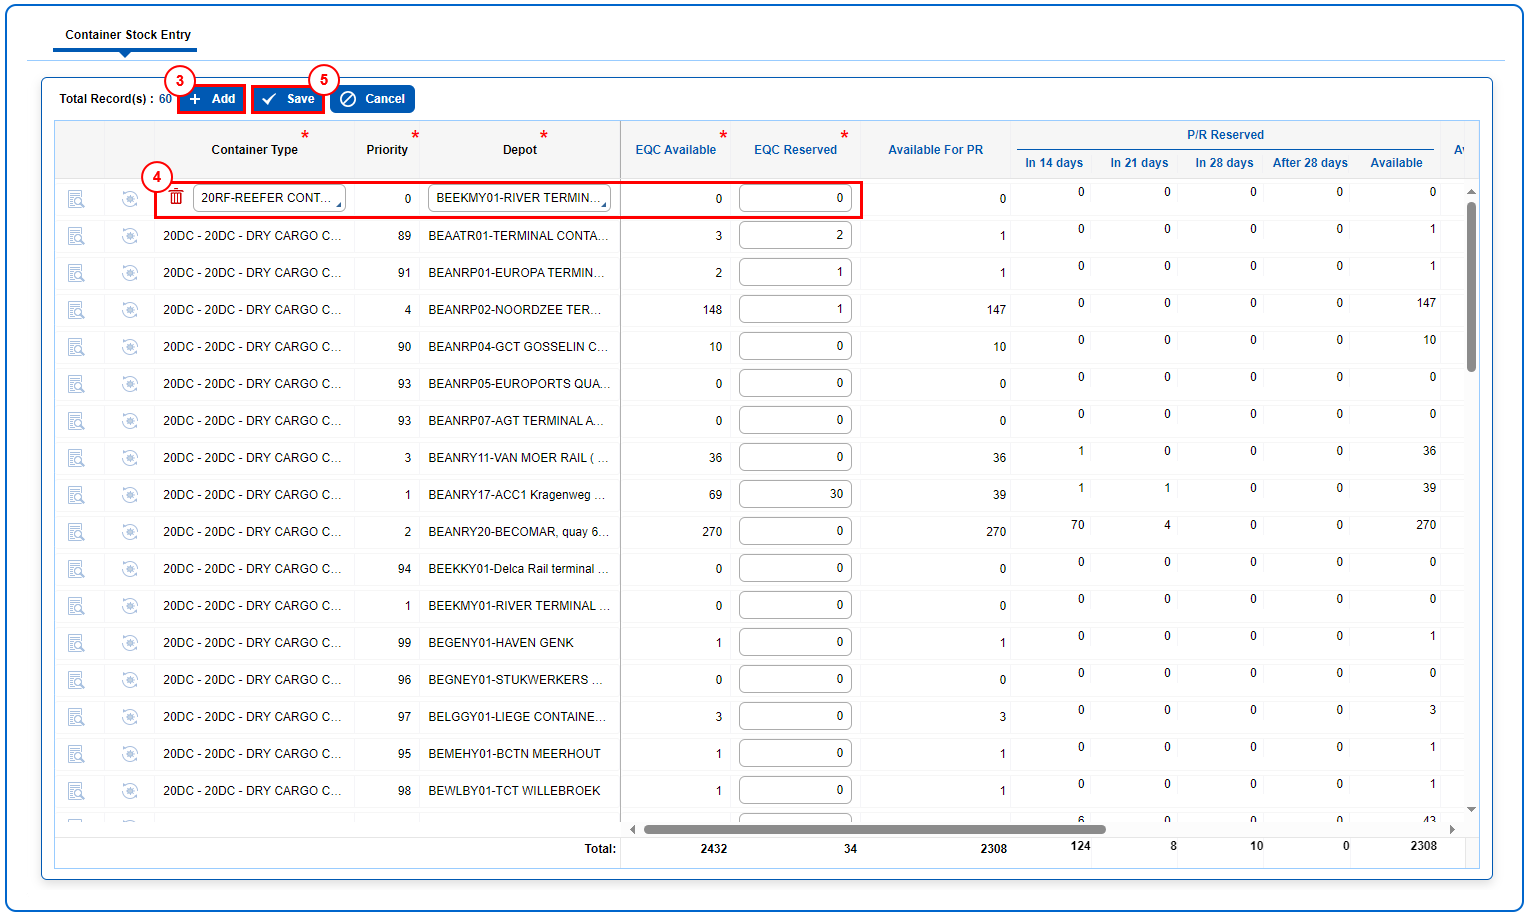 Container Stock Entry
3 5
Total Record(s) : 60 Add Save Cancel
* * * * *
P/R Reserved
Container Type Priority Depot EQC Available EQC Reserved Available For PR
In 14 days In 21 days In 28 days After 28 days Available
4
20RF-REEFER CONT... 0 BEEKMY01-RIVER TERMIN... 0 0 0 0 0 0 0 0
20DC - 20DC - DRY CARGO C... 89 BEAATR01-TERMINAL CONTA... 3 2 1 0 0 0 0 1
20DC - 20DC - DRY CARGO C... 91 BEANRP01-EUROPA TERMIN... 2 1 1 0 0 0 0 1
20DC - 20DC - DRY CARGO C... 4 BEANRP02-NOORDZEE TER... 148 1 147 0 0 0 0 147
20DC - 20DC - DRY CARGO C... 90 BEANRP04-GCT GOSSELIN C... 10 0 10 0 0 0 0 10
20DC - 20DC - DRY CARGO C... 93 BEANRP05-EUROPORTS QUA... 0 0 0 0 0 0 0 0
20DC - 20DC - DRY CARGO C... 93 BEANRP07-AGT TERMINAL A... 0 0 0 0 0 0 0 0
20DC - 20DC - DRY CARGO C... 3 BEANRY11-VAN MOER RAIL ( ... 36 0 36 1 0 0 0 36
20DC - 20DC - DRY CARGO C... 1 BEANRY17-ACC1 Kragenweg ... 69 30 39 1 1 0 0 39
20DC - 20DC - DRY CARGO C... 2 BEANRY20-BECOMAR, quay 6... 270 0 270 70 4 0 0 270
20DC - 20DC - DRY CARGO C... 94 BEEKKY01-Delca Rail terminal ... 0 0 0 0 0 0 0 0
20DC - 20DC - DRY CARGO C... 1 BEEKMY01-RIVER TERMINAL ... 0 0 0 0 0 0 0 0
20DC - 20DC - DRY CARGO C... 99 BEGENY01-HAVEN GENK 1 0 1 0 0 0 0 1
20DC - 20DC - DRY CARGO C... 96 BEGNEY01-STUKWERKERS ... 0 0 0 0 0 0 0 0
20DC - 20DC - DRY CARGO C... 97 BELGGY01-LIEGE CONTAINE... 3 0 3 0 0 0 0 3
20DC - 20DC - DRY CARGO C... 95 BEMEHY01-BCTN MEERHOUT 1 0 1 0 0 0 0 1
20DC - 20DC - DRY CARGO C... 98 BEWLBY01-TCT WILLEBROEK 1 0 1 0 0 0 0 1
6 0 0 0 43
Total: 2432 34 2308 124 8 10 0 2308